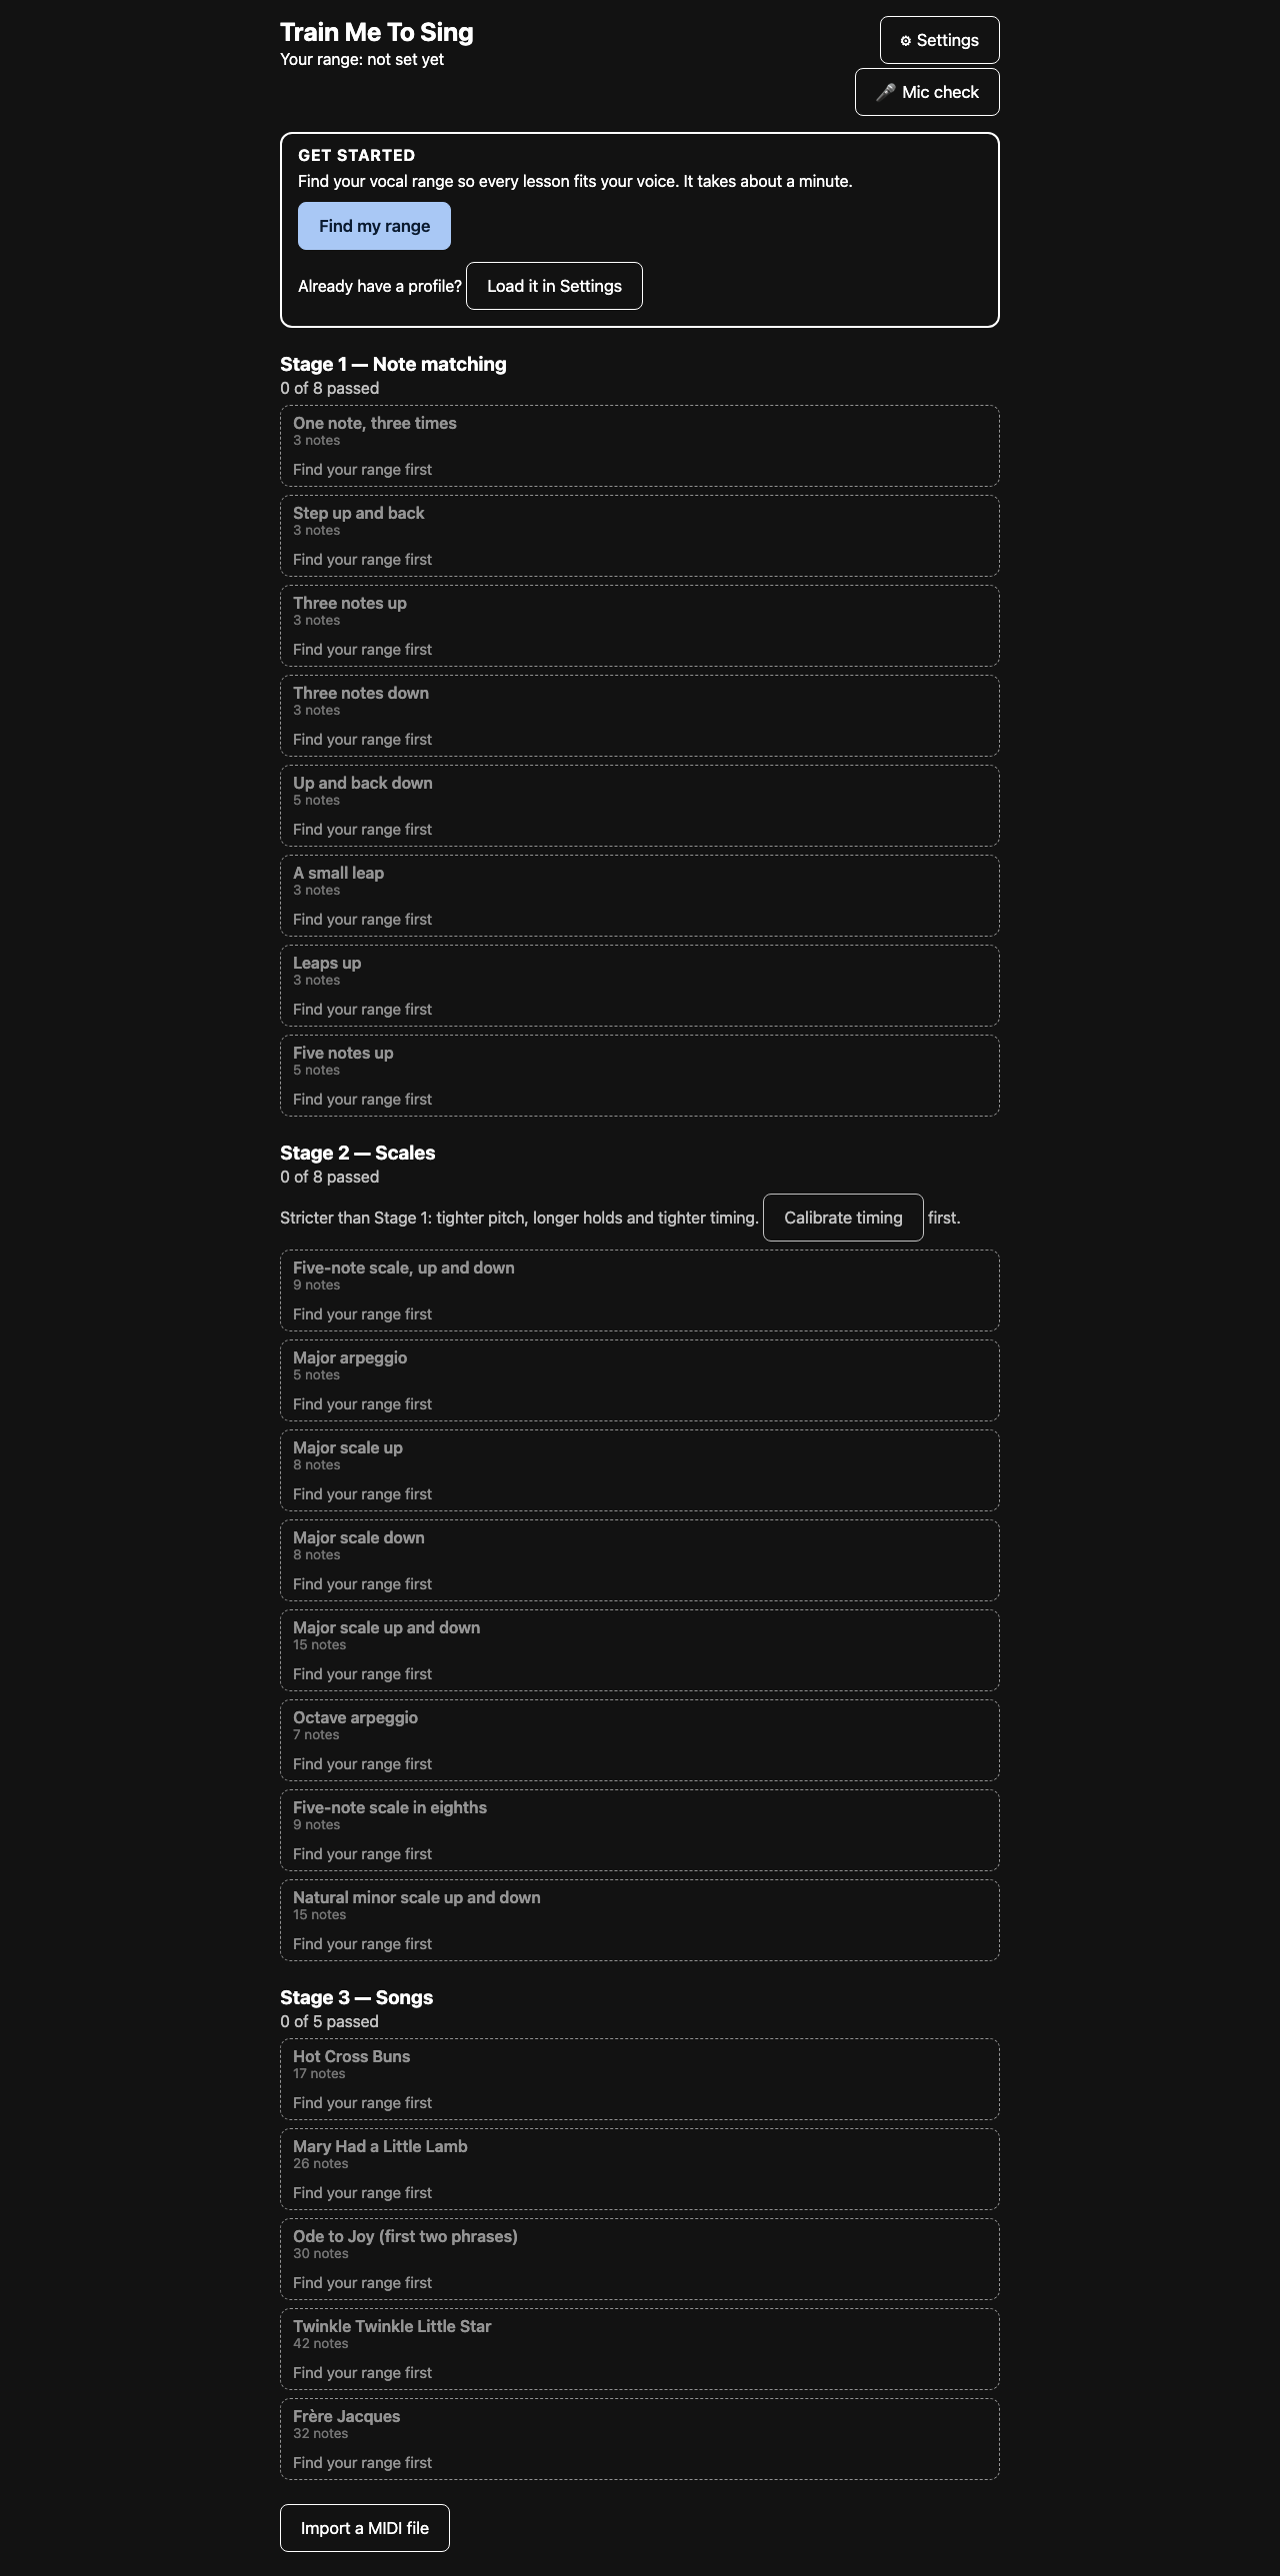 Train Me To Sing
Your range: not set yet
⚙ Settings
🎤 Mic check
GET STARTED
Find your vocal range so every lesson fits your voice. It takes about a minute.
Find my range
Already have a profile? Load it in Settings
Stage 1 — Note matching
0 of 8 passed
One note, three times
3 notes
Find your range first
Step up and back
3 notes
Find your range first
Three notes up
3 notes
Find your range first
Three notes down
3 notes
Find your range first
Up and back down
5 notes
Find your range first
A small leap
3 notes
Find your range first
Leaps up
3 notes
Find your range first
Five notes up
5 notes
Find your range first
Stage 2 — Scales
0 of 8 passed
Stricter than Stage 1: tighter pitch, longer holds and tighter timing. Calibrate timing first.
Five-note scale, up and down
9 notes
Find your range first
Major arpeggio
5 notes
Find your range first
Major scale up
8 notes
Find your range first
Major scale down
8 notes
Find your range first
Major scale up and down
15 notes
Find your range first
Octave arpeggio
7 notes
Find your range first
Five-note scale in eighths
9 notes
Find your range first
Natural minor scale up and down
15 notes
Find your range first
Stage 3 — Songs
0 of 5 passed
Hot Cross Buns
17 notes
Find your range first
Mary Had a Little Lamb
26 notes
Find your range first
Ode to Joy (first two phrases)
30 notes
Find your range first
Twinkle Twinkle Little Star
42 notes
Find your range first
Frère Jacques
32 notes
Find your range first
Import a MIDI file